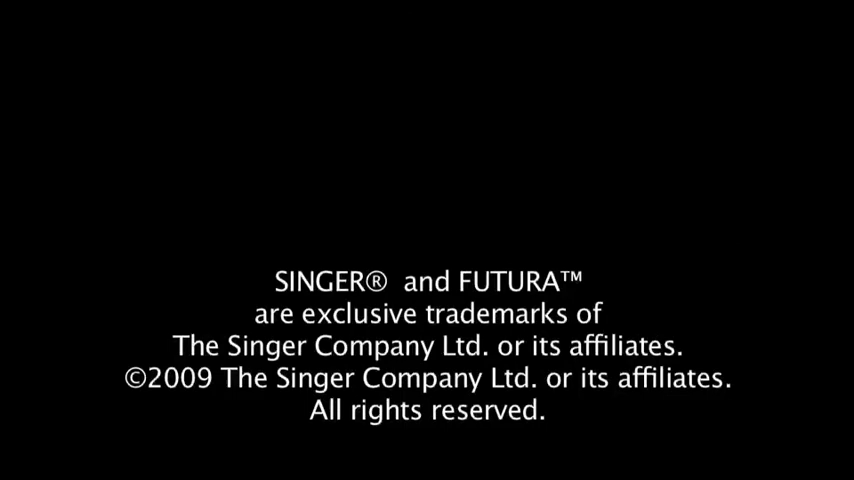 SINGER® and FUTURA™
are exclusive trademarks of
The Singer Company Ltd. or its affiliates.
©2009 The Singer Company Ltd. or its affiliates.
All rights reserved.